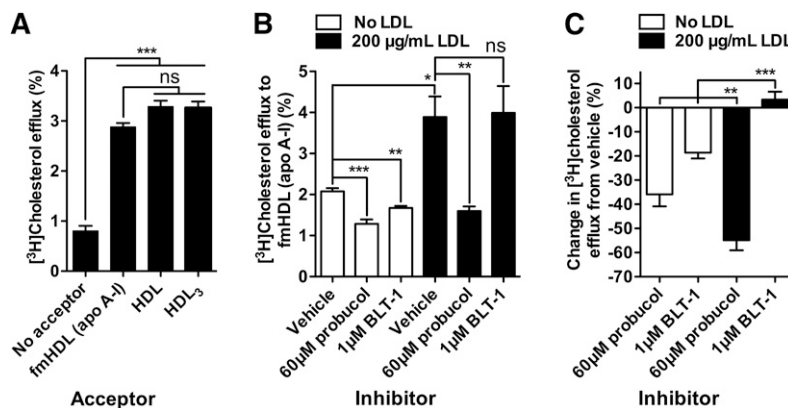 A
[³H]Cholesterol efflux (%)
4
3
2
1
0
***
ns
No acceptor
fmHDL (apo A-I)
HDL
HDL₃
Acceptor
B
No LDL
200 µg/mL LDL
[³H]Cholesterol efflux to
fmHDL (apo A-I) (%)
5
4
3
2
1
0
ns
*
**
**
***
Vehicle
60µM probucol
1µM BLT-1
Vehicle
60µM probucol
1µM BLT-1
Inhibitor
C
No LDL
200 µg/mL LDL
Change in [³H]cholesterol
efflux from vehicle (%)
10
0
-10
-20
-30
-40
-50
-60
-70
***
**
60µM probucol
1µM BLT-1
60µM probucol
1µM BLT-1
Inhibitor